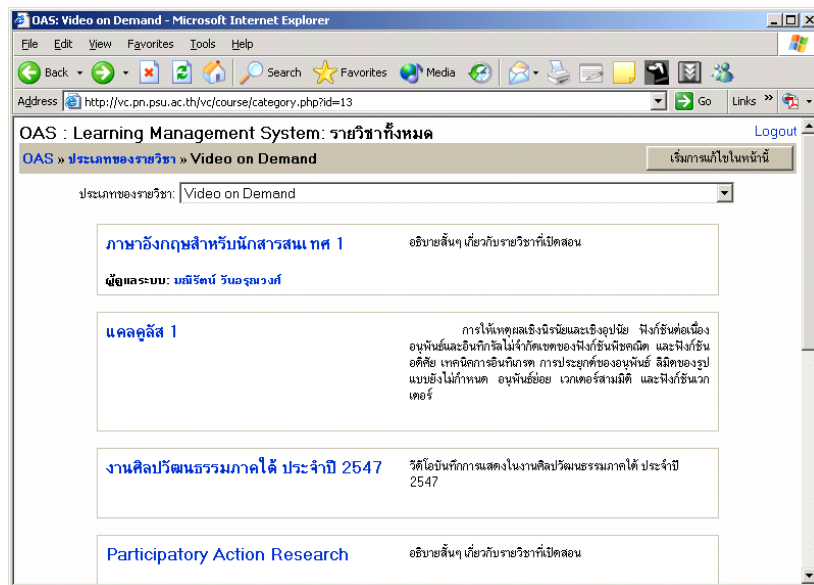 OAS: Video on Demand - Microsoft Internet Explorer
File Edit View Favorites Tools Help
Back Search Favorites Media
Address http://vc.pn.psu.ac.th/vc/course/category.php?id=13 Go Links »
OAS : Learning Management System: รายวิชาทั้งหมด Logout
OAS » ประเภทของรายวิชา » Video on Demand เริ่มการแก้ไขในหน้านี้
ประเภทของรายวิชา: Video on Demand
ภาษาอังกฤษสำหรับนักสารสนเทศ 1 อธิบายสั้นๆ เกี่ยวกับรายวิชาที่เปิดสอน
ผู้ดูแลระบบ: มณีรัตน์ วันอรุณวงศ์
แคลคูลัส 1 การให้เหตุผลเชิงนิรนัยและเชิงอุปนัย ฟังก์ชันต่อเนื่อง
อนุพันธ์และอินทิกรัลไม่จำกัดเขตของฟังก์ชันพีชคณิต และฟังก์ชัน
อดิศัย เทคนิคการอินทิเกรต การประยุกต์ของอนุพันธ์ ลิมิตของรูป
แบบยังไม่กำหนด อนุพันธ์ย่อย เวกเตอร์สามมิติ และฟังก์ชันเวก
เตอร์
งานศิลปวัฒนธรรมภาคใต้ ประจำปี 2547 วีดิโอบันทึกการแสดงในงานศิลปวัฒนธรรมภาคใต้ ประจำปี
2547
Participatory Action Research อธิบายสั้นๆ เกี่ยวกับรายวิชาที่เปิดสอน